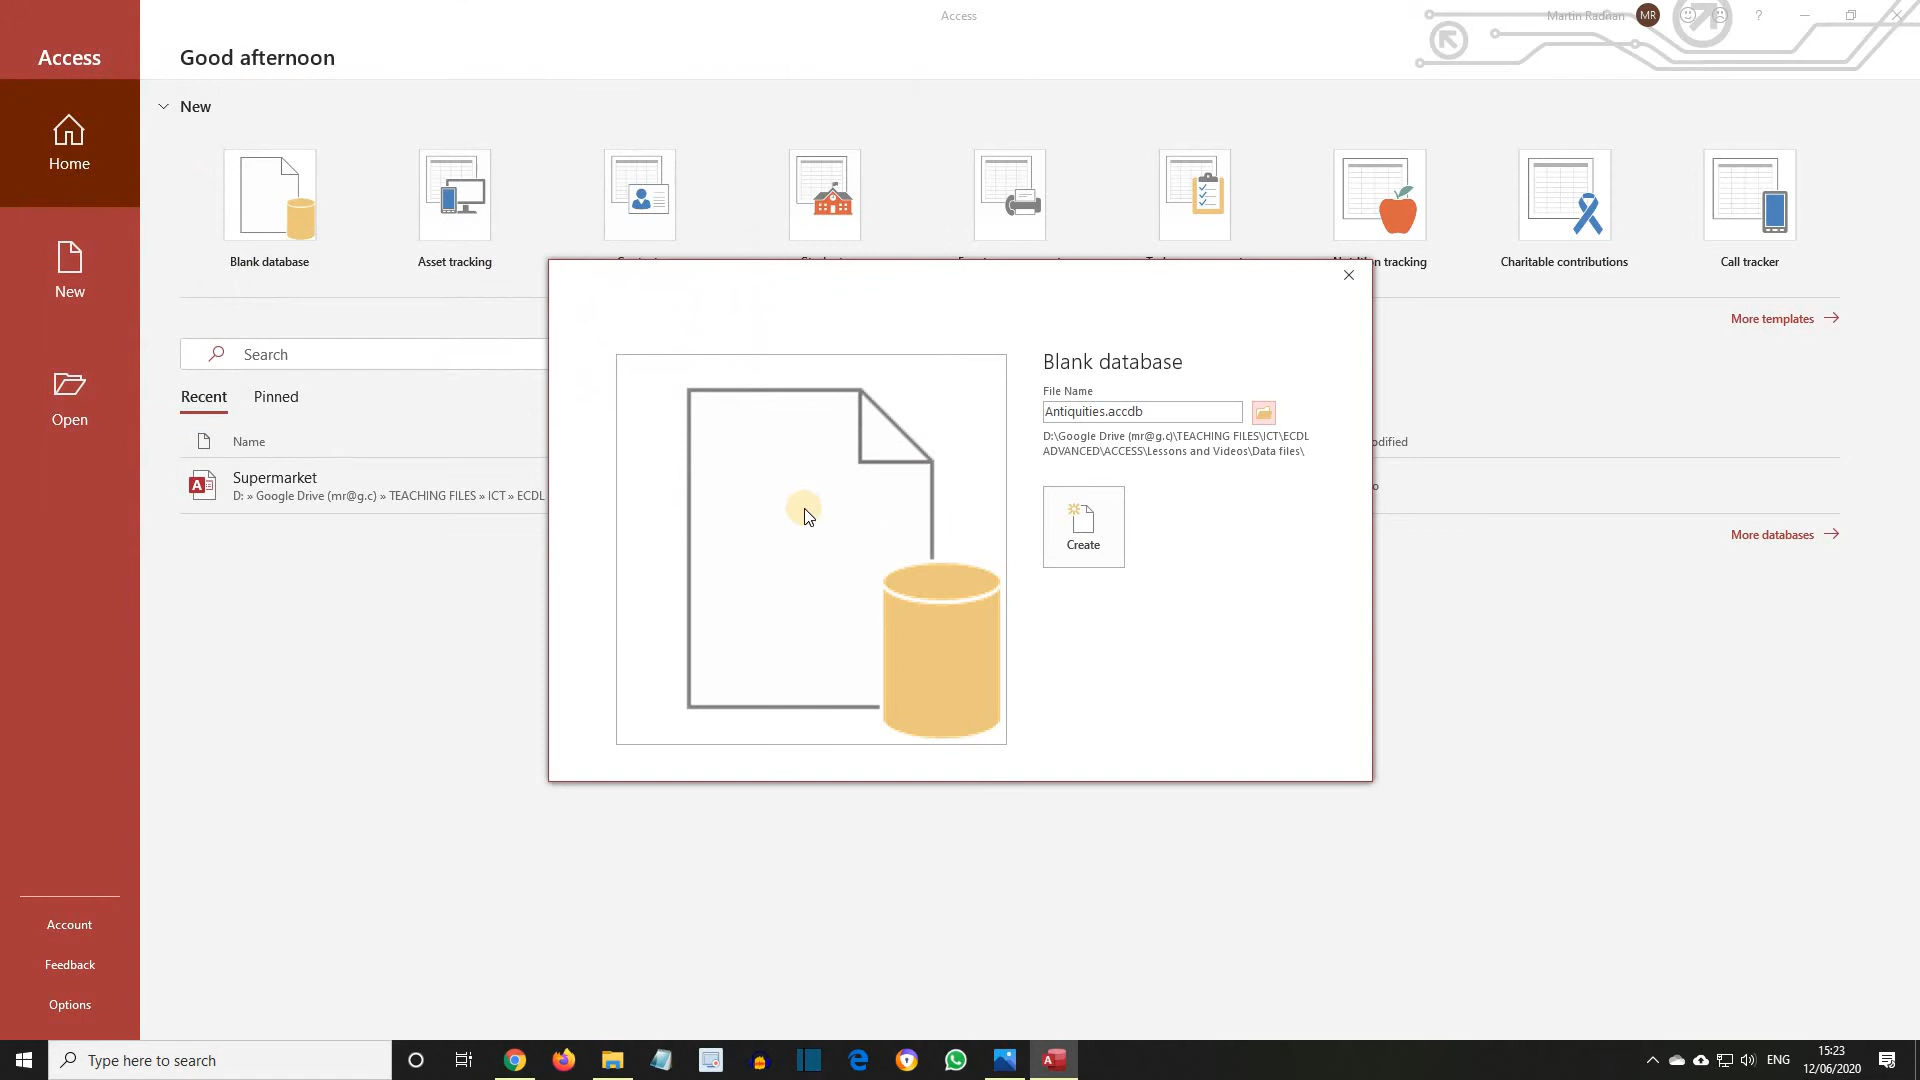 Access
Martin Radnan
MR
Access
Good afternoon
New
Home
New
Open
Blank database
Asset tracking
Nutrition tracking
Charitable contributions
Call tracker
More templates
Search
Recent
Pinned
Name
Supermarket
D: » Google Drive (mr@g.c) » TEACHING FILES » ICT » ECDL
More databases
Blank database
File Name
Antiquities.accdb
D:\Google Drive (mr@g.c)\TEACHING FILES\ICT\ECDL
ADVANCED\ACCESS\Lessons and Videos\Data files\
Create
Account
Feedback
Options
Type here to search
ENG
15:23
12/06/2020